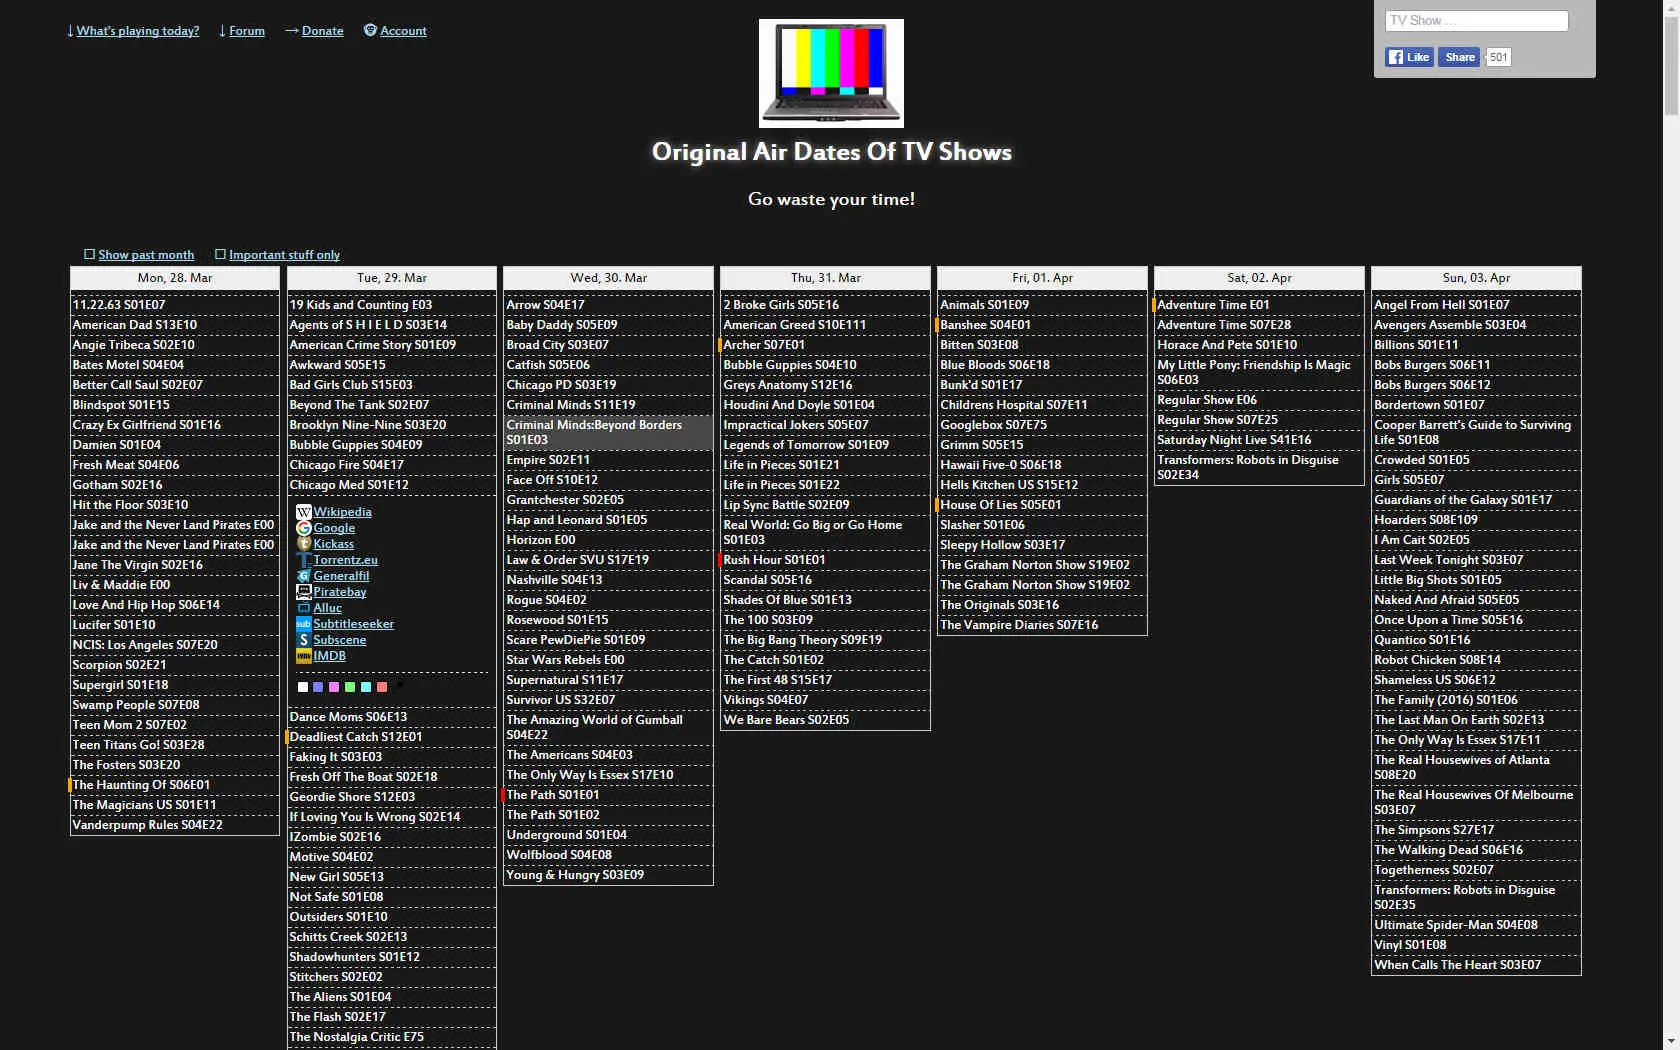 ↓ What's playing today? ↓ Forum → Donate Account
TV Show ...
Like Share 501
Original Air Dates Of TV Shows
Go waste your time!
Show past month Important stuff only
Mon, 28. Mar
11.22.63 S01E07
American Dad S13E10
Angie Tribeca S02E10
Bates Motel S04E04
Better Call Saul S02E07
Blindspot S01E15
Crazy Ex Girlfriend S01E16
Damien S01E04
Fresh Meat S04E06
Gotham S02E16
Hit the Floor S03E10
Jake and the Never Land Pirates E00
Jake and the Never Land Pirates E00
Jane The Virgin S02E16
Liv & Maddie E00
Love And Hip Hop S06E14
Lucifer S01E10
NCIS: Los Angeles S07E20
Scorpion S02E21
Supergirl S01E18
Swamp People S07E08
Teen Mom 2 S07E02
Teen Titans Go! S03E28
The Fosters S03E20
The Haunting Of S06E01
The Magicians US S01E11
Vanderpump Rules S04E22
Tue, 29. Mar
19 Kids and Counting E03
Agents of S H I E L D S03E14
American Crime Story S01E09
Awkward S05E15
Bad Girls Club S15E03
Beyond The Tank S02E07
Brooklyn Nine-Nine S03E20
Bubble Guppies S04E09
Chicago Fire S04E17
Chicago Med S01E12
Wikipedia
Google
Kickass
Torrentz.eu
Generalfil
Piratebay
Alluc
Subtitleseeker
Subscene
IMDB
Dance Moms S06E13
Deadliest Catch S12E01
Faking It S03E03
Fresh Off The Boat S02E18
Geordie Shore S12E03
If Loving You Is Wrong S02E14
IZombie S02E16
Motive S04E02
New Girl S05E13
Not Safe S01E08
Outsiders S01E10
Schitts Creek S02E13
Shadowhunters S01E12
Stitchers S02E02
The Aliens S01E04
The Flash S02E17
The Nostalgia Critic E75
Wed, 30. Mar
Arrow S04E17
Baby Daddy S05E09
Broad City S03E07
Catfish S05E06
Chicago PD S03E19
Criminal Minds S11E19
Criminal Minds:Beyond Borders
S01E03
Empire S02E11
Face Off S10E12
Grantchester S02E05
Hap and Leonard S01E05
Horizon E00
Law & Order SVU S17E19
Nashville S04E13
Rogue S04E02
Rosewood S01E15
Scare PewDiePie S01E09
Star Wars Rebels E00
Supernatural S11E17
Survivor US S32E07
The Amazing World of Gumball
S04E22
The Americans S04E03
The Only Way Is Essex S17E10
The Path S01E01
The Path S01E02
Underground S01E04
Wolfblood S04E08
Young & Hungry S03E09
Thu, 31. Mar
2 Broke Girls S05E16
American Greed S10E111
Archer S07E01
Bubble Guppies S04E10
Greys Anatomy S12E16
Houdini And Doyle S01E04
Impractical Jokers S05E07
Legends of Tomorrow S01E09
Life in Pieces S01E21
Life in Pieces S01E22
Lip Sync Battle S02E09
Real World: Go Big or Go Home
S01E03
Rush Hour S01E01
Scandal S05E16
Shades Of Blue S01E13
The 100 S03E09
The Big Bang Theory S09E19
The Catch S01E02
The First 48 S15E17
Vikings S04E07
We Bare Bears S02E05
Fri, 01. Apr
Animals S01E09
Banshee S04E01
Bitten S03E08
Blue Bloods S06E18
Bunk'd S01E17
Childrens Hospital S07E11
Googlebox S07E75
Grimm S05E15
Hawaii Five-0 S06E18
Hells Kitchen US S15E12
House Of Lies S05E01
Slasher S01E06
Sleepy Hollow S03E17
The Graham Norton Show S19E02
The Graham Norton Show S19E02
The Originals S03E16
The Vampire Diaries S07E16
Sat, 02. Apr
Adventure Time E01
Adventure Time S07E28
Horace And Pete S01E10
My Little Pony: Friendship Is Magic
S06E03
Regular Show E06
Regular Show S07E25
Saturday Night Live S41E16
Transformers: Robots in Disguise
S02E34
Sun, 03. Apr
Angel From Hell S01E07
Avengers Assemble S03E04
Billions S01E11
Bobs Burgers S06E11
Bobs Burgers S06E12
Bordertown S01E07
Cooper Barrett's Guide to Surviving
Life S01E08
Crowded S01E05
Girls S05E07
Guardians of the Galaxy S01E17
Hoarders S08E109
I Am Cait S02E05
Last Week Tonight S03E07
Little Big Shots S01E05
Naked And Afraid S05E05
Once Upon a Time S05E16
Quantico S01E16
Robot Chicken S08E14
Shameless US S06E12
The Family (2016) S01E06
The Last Man On Earth S02E13
The Only Way Is Essex S17E11
The Real Housewives of Atlanta
S08E20
The Real Housewives Of Melbourne
S03E07
The Simpsons S27E17
The Walking Dead S06E16
Togetherness S02E07
Transformers: Robots in Disguise
S02E35
Ultimate Spider-Man S04E08
Vinyl S01E08
When Calls The Heart S03E07